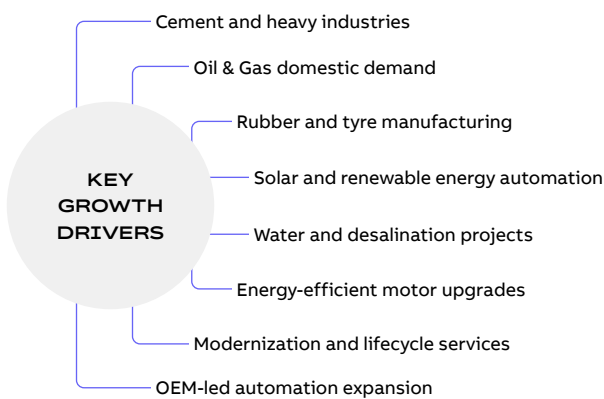 Cement and heavy industries
Oil & Gas domestic demand
Rubber and tyre manufacturing
KEY
GROWTH
DRIVERS
Solar and renewable energy automation
Water and desalination projects
Energy-efficient motor upgrades
Modernization and lifecycle services
OEM-led automation expansion